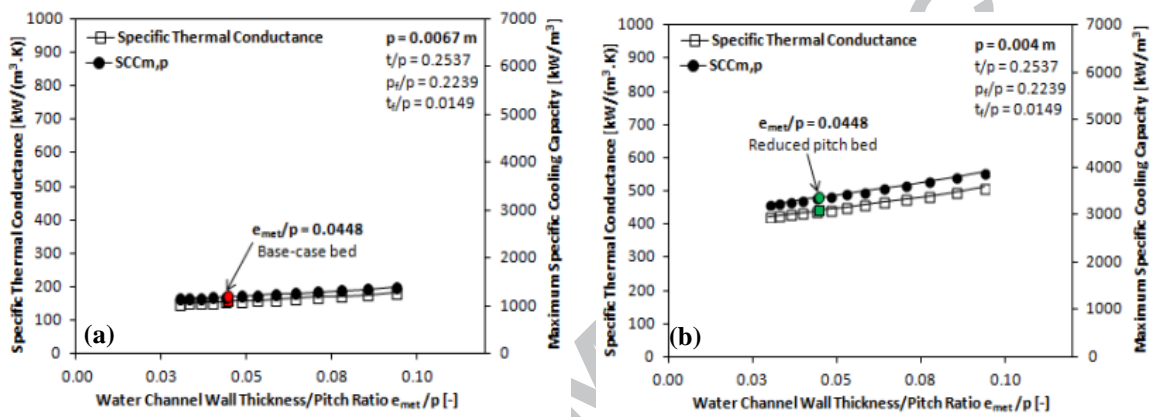 1000
900
800
700
600
500
400
300
200
100
0
Specific Thermal Conductance [kW/(m³.K)]
Specific Thermal Conductance
SCCm,p
p = 0.0067 m
t/p = 0.2537
pf/p = 0.2239
tf/p = 0.0149
emet/p = 0.0448
Base-case bed
(a)
7000
6000
5000
4000
3000
2000
1000
0
Maximum Specific Cooling Capacity [kW/m³]
0.00 0.03 0.05 0.08 0.10
Water Channel Wall Thickness/Pitch Ratio emet/p [-]
1000
900
800
700
600
500
400
300
200
100
0
Specific Thermal Conductance [kW/(m³.K)]
Specific Thermal Conductance
SCCm,p
p = 0.004 m
t/p = 0.2537
pf/p = 0.2239
tf/p = 0.0149
emet/p = 0.0448
Reduced pitch bed
(b)
7000
6000
5000
4000
3000
2000
1000
0
Maximum Specific Cooling Capacity [kW/m³]
0.00 0.03 0.05 0.08 0.10
Water Channel Wall Thickness/Pitch Ratio emet/p [-]